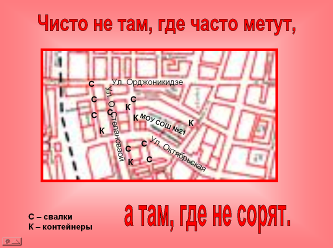 Чисто не там, где часто метут,
Ул. Орджоникидзе
С
С
С
С
К
К
К
МОУ СОШ №21
К
С
С
К
С
Ул. Октябрьская
а там, где не сорят.
С – свалки
К – контейнеры